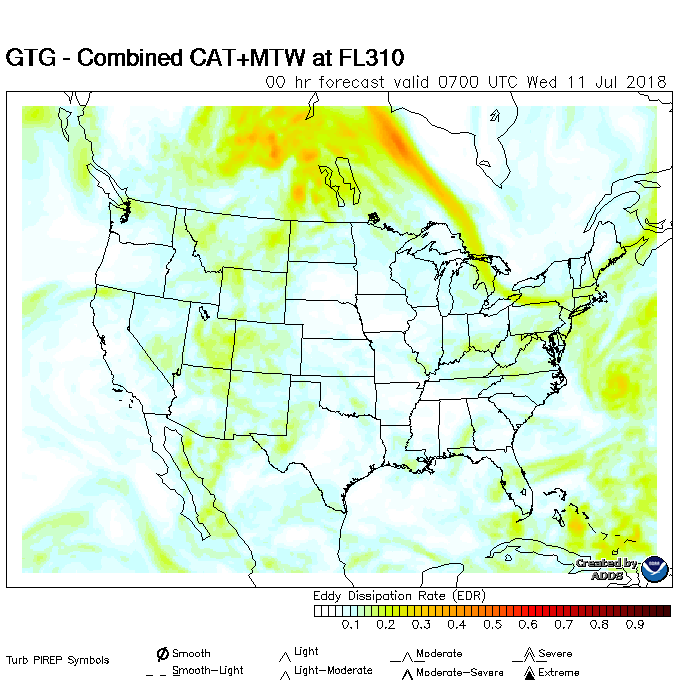 GTG - Combined CAT+MTW at FL310
00 hr forecast valid 0700 UTC Wed 11 Jul 2018
Created by
ADDS
Eddy Dissipation Rate (EDR)
0.1 0.2 0.3 0.4 0.5 0.6 0.7 0.8 0.9
Turb PIREP Symbols
Smooth Light Moderate Severe
Smooth-Light Light-Moderate Moderate-Severe Extreme